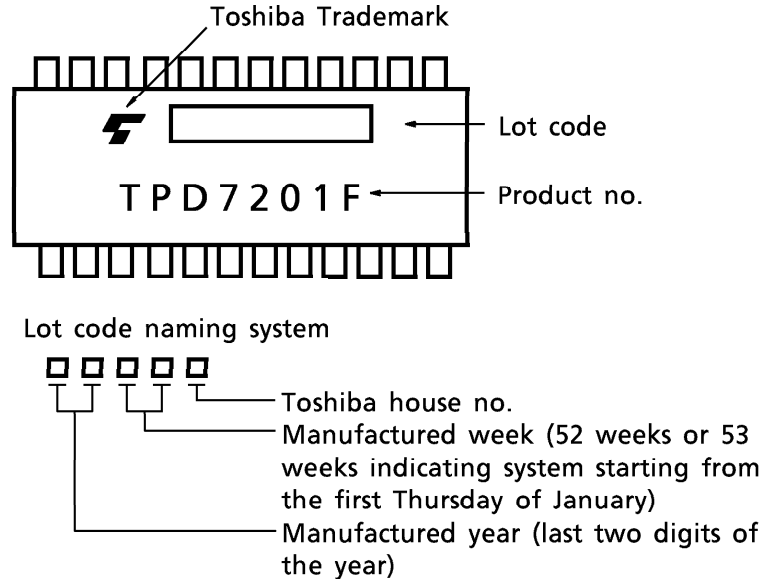 Toshiba Trademark
Lot code
TPD7201F
Product no.
Lot code naming system
Toshiba house no.
Manufactured week (52 weeks or 53
weeks indicating system starting from
the first Thursday of January)
Manufactured year (last two digits of
the year)